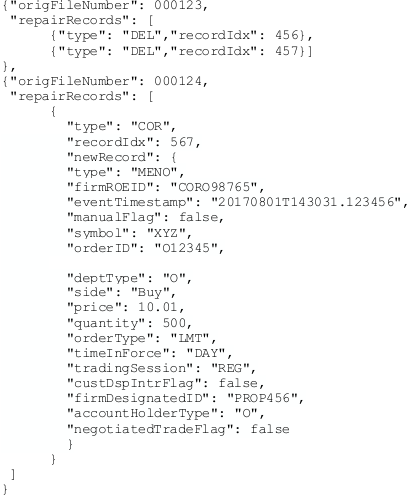 {"origFileNumber": 000123,
"repairRecords": [
{"type": "DEL","recordIdx": 456},
{"type": "DEL","recordIdx": 457}]
},
{"origFileNumber": 000124,
"repairRecords": [
{
"type": "COR",
"recordIdx": 567,
"newRecord": {
"type": "MENO",
"firmROEID": "CORO98765",
"eventTimestamp": "20170801T143031.123456",
"manualFlag": false,
"symbol": "XYZ",
"orderID": "O12345",
"deptType": "O",
"side": "Buy",
"price": 10.01,
"quantity": 500,
"orderType": "LMT",
"timeInForce": "DAY",
"tradingSession": "REG",
"custDspIntrFlag": false,
"firmDesignatedID": "PROP456",
"accountHolderType": "O",
"negotiatedTradeFlag": false
}
}
]
}